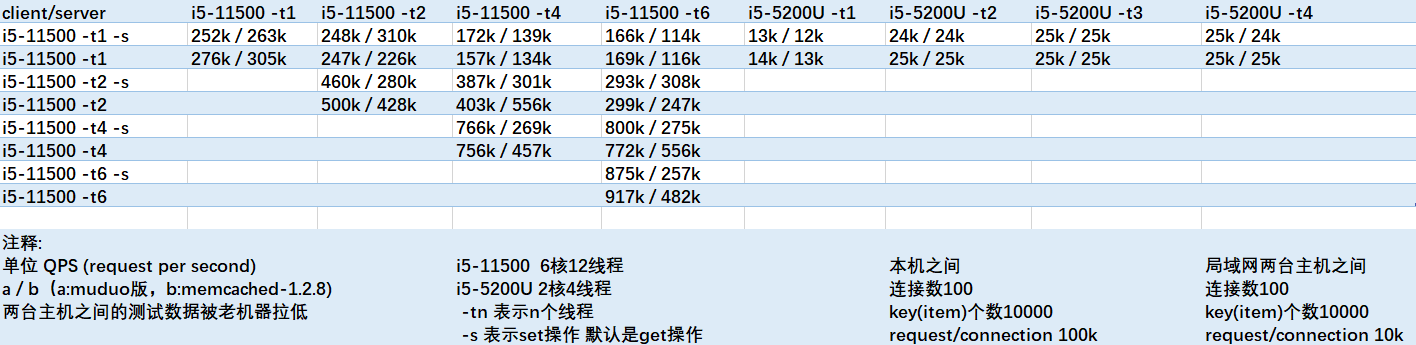 client/server i5-11500 -t1 i5-11500 -t2 i5-11500 -t4 i5-11500 -t6 i5-5200U -t1 i5-5200U -t2 i5-5200U -t3 i5-5200U -t4
i5-11500 -t1 -s 252k / 263k 248k / 310k 172k / 139k 166k / 114k 13k / 12k 24k / 24k 25k / 25k 25k / 24k
i5-11500 -t1 276k / 305k 247k / 226k 157k / 134k 169k / 116k 14k / 13k 25k / 25k 25k / 25k 25k / 25k
i5-11500 -t2 -s 460k / 280k 387k / 301k 293k / 308k
i5-11500 -t2 500k / 428k 403k / 556k 299k / 247k
i5-11500 -t4 -s 766k / 269k 800k / 275k
i5-11500 -t4 756k / 457k 772k / 556k
i5-11500 -t6 -s 875k / 257k
i5-11500 -t6 917k / 482k
注释:
单位 QPS (request per second) i5-11500 6核12线程 本机之间 局域网两台主机之间
a / b（a:muduo版，b:memcached-1.2.8) i5-5200U 2核4线程 连接数100 连接数100
两台主机之间的测试数据被老机器拉低 -tn 表示n个线程 key(item)个数10000 key(item)个数10000
-s 表示set操作 默认是get操作 request/connection 100k request/connection 10k